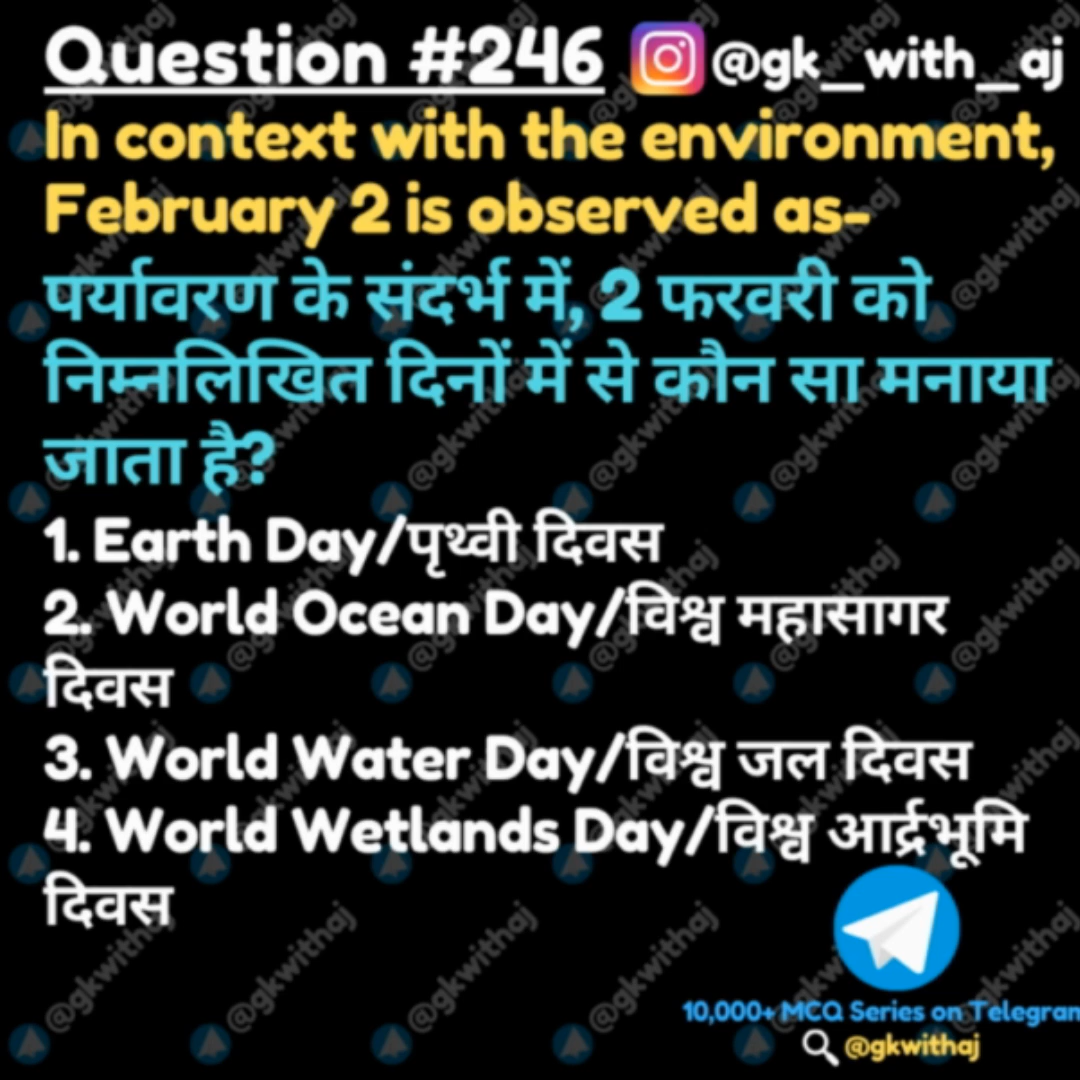 Question #246 @gk_with_aj
In context with the environment,
February 2 is observed as-
पर्यावरण के संदर्भ में, 2 फरवरी को
निम्नलिखित दिनों में से कौन सा मनाया
जाता है?
1. Earth Day/पृथ्वी दिवस
2. World Ocean Day/विश्व महासागर
दिवस
3. World Water Day/विश्व जल दिवस
4. World Wetlands Day/विश्व आर्द्रभूमि
दिवस
10,000+ MCQ Series on Telegram
@gkwithaj